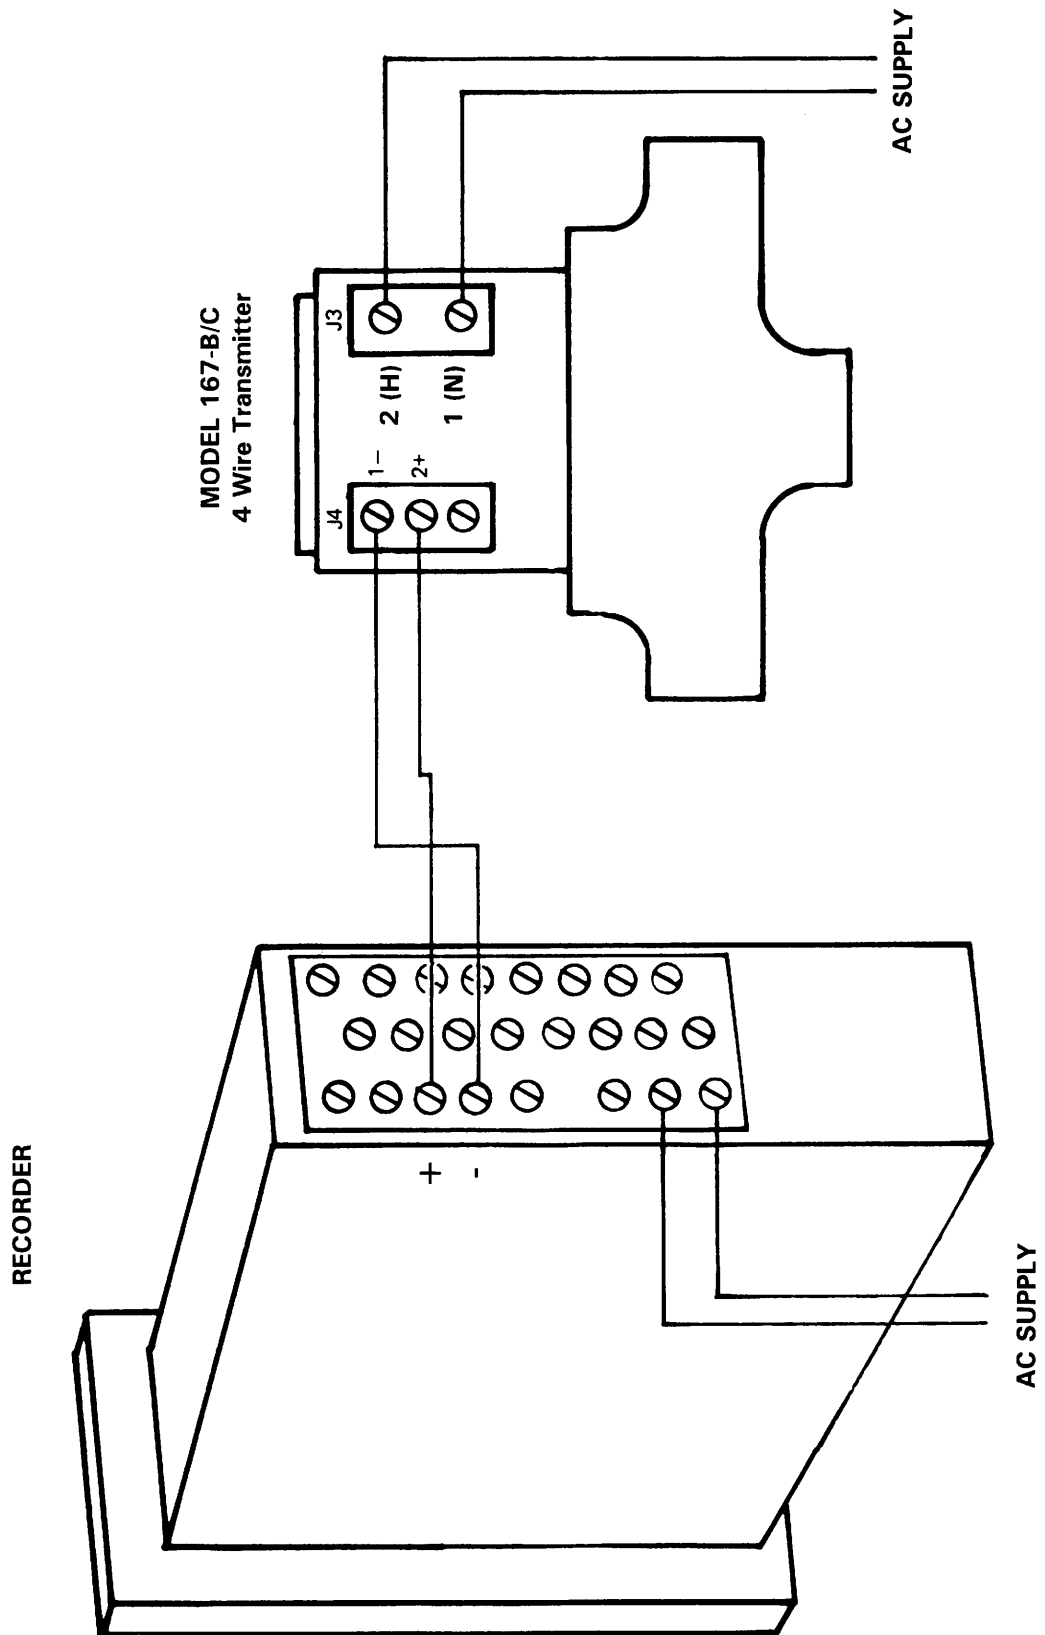 RECORDER
MODEL 167-B/C
4 Wire Transmitter
J4
J3
1-
2+
2 (H)
1 (N)
+
-
AC SUPPLY
AC SUPPLY